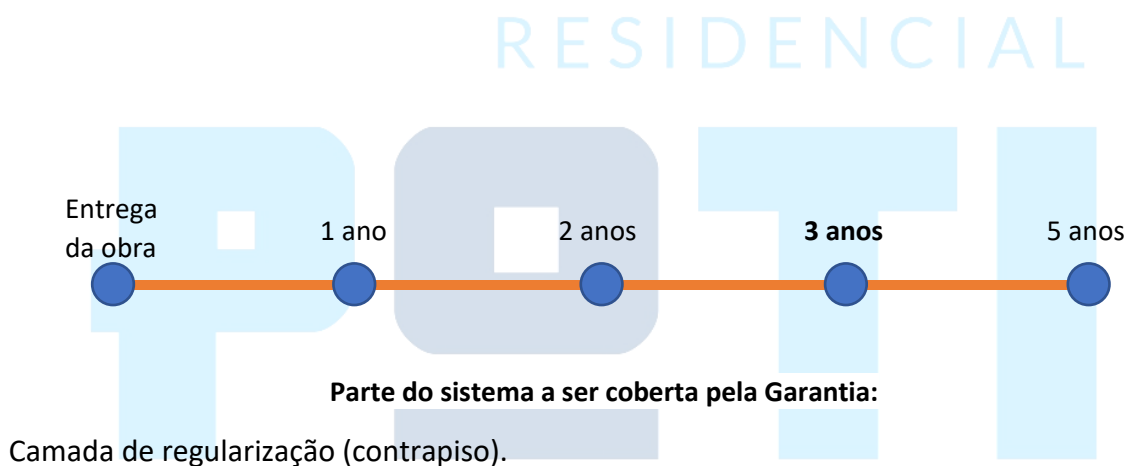 RESIDENCIAL
POTI
Entrega
da obra
1 ano
2 anos
3 anos
5 anos
Parte do sistema a ser coberta pela Garantia:
Camada de regularização (contrapiso).